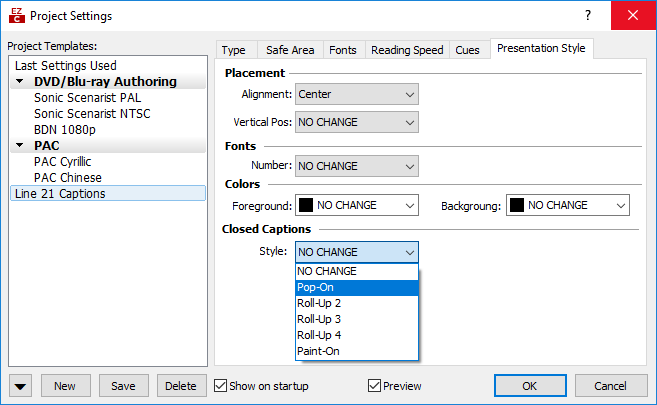 EZ
C
Project Settings
?
Project Templates:
Last Settings Used
DVD/Blu-ray Authoring
Sonic Scenarist PAL
Sonic Scenarist NTSC
BDN 1080p
PAC
PAC Cyrillic
PAC Chinese
Line 21 Captions
Type Safe Area Fonts Reading Speed Cues Presentation Style
Placement
Alignment: Center
Vertical Pos: NO CHANGE
Fonts
Number: NO CHANGE
Colors
Foreground: NO CHANGE Backgroung: NO CHANGE
Closed Captions
Style: NO CHANGE
NO CHANGE
Pop-On
Roll-Up 2
Roll-Up 3
Roll-Up 4
Paint-On
New Save Delete Show on startup Preview OK Cancel